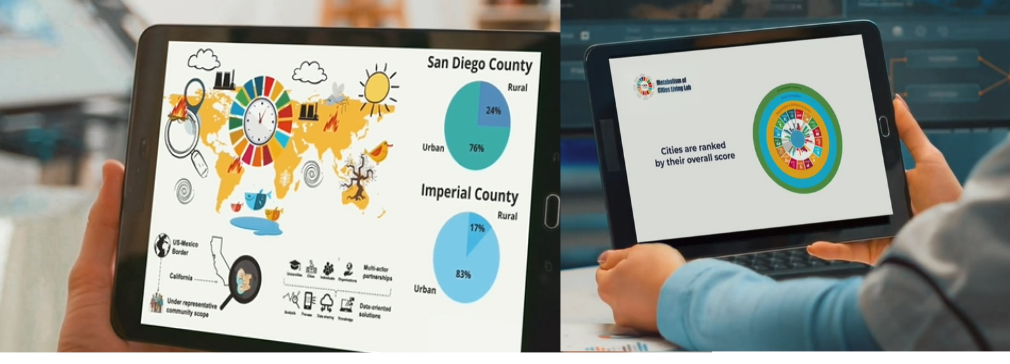 San Diego County
Rural
24%
Urban
76%
Imperial County
Rural
17%
83%
Urban
US-Mexico
Border
California
Under representative
community scope
Multi-actor
partnerships
Data-oriented
solutions
Metabolism of
Cities Living Lab
Cities are ranked
by their overall score